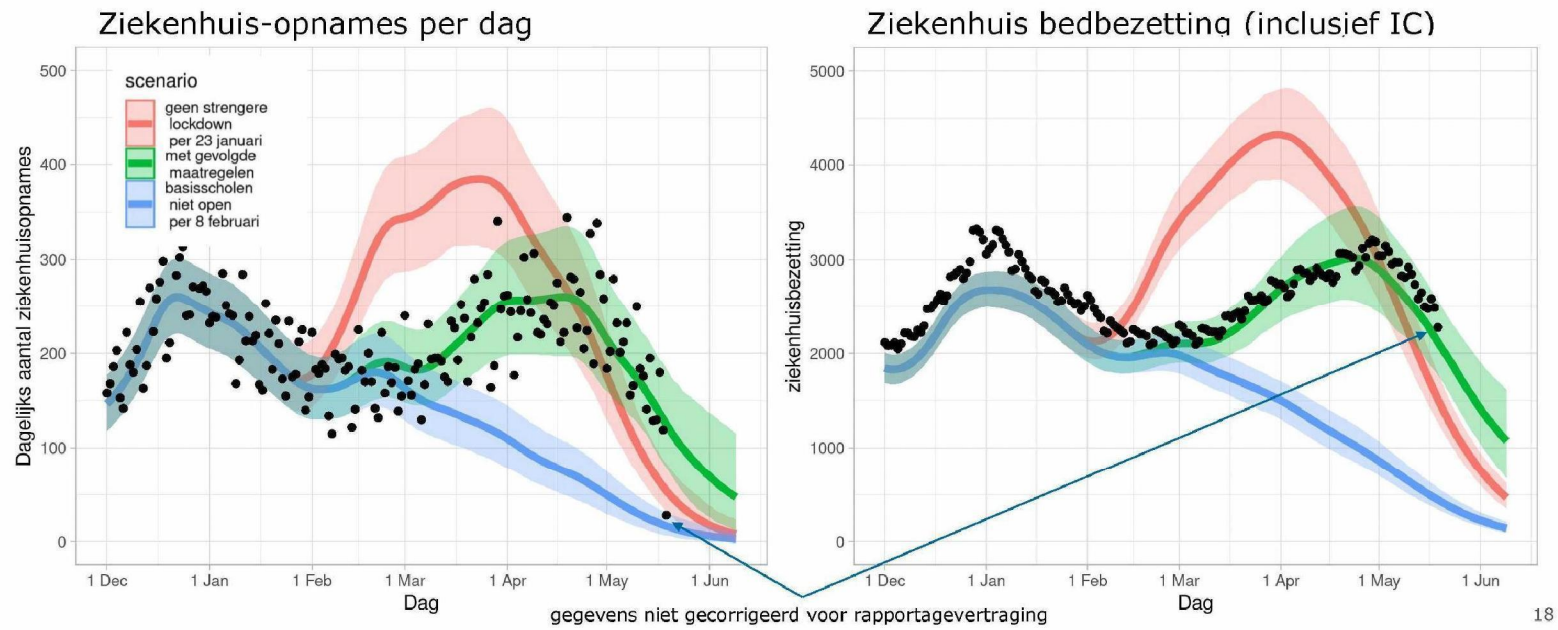 Ziekenhuis-opnames per dag
Dagelijks aantal ziekenhuisopnames
500
400
300
200
100
0
scenario
geen strengere
lockdown
per 23 januari
met gevolgde
maatregelen
basisscholen
niet open
per 8 februari
1 Dec
1 Jan
1 Feb
1 Mar
1 Apr
1 May
1 Jun
Dag
Ziekenhuis bedbezetting (inclusief IC)
ziekenhuisbezetting
5000
4000
3000
2000
1000
0
1 Dec
1 Jan
1 Feb
1 Mar
1 Apr
1 May
1 Jun
Dag
gegevens niet gecorrigeerd voor rapportagevertraging
18